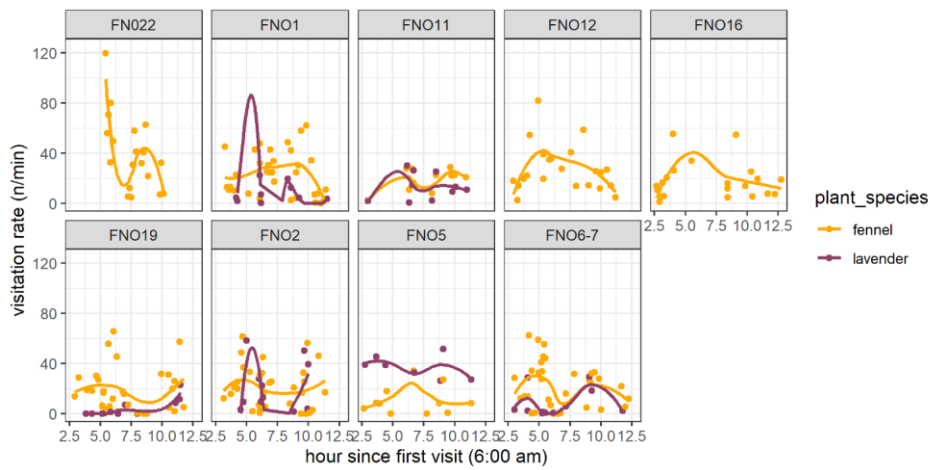 FN022 FNO1 FNO11 FNO12 FNO16
120
80
40
0
2.5 5.0 7.5 10.0 12.5
FNO19 FNO2 FNO5 FNO6-7
120
80
40
0
2.5 5.0 7.5 10.0 12.5 2.5 5.0 7.5 10.0 12.5 2.5 5.0 7.5 10.0 12.5 2.5 5.0 7.5 10.0 12.5
hour since first visit (6:00 am)
visitation rate (n/min)
plant_species
fennel
lavender